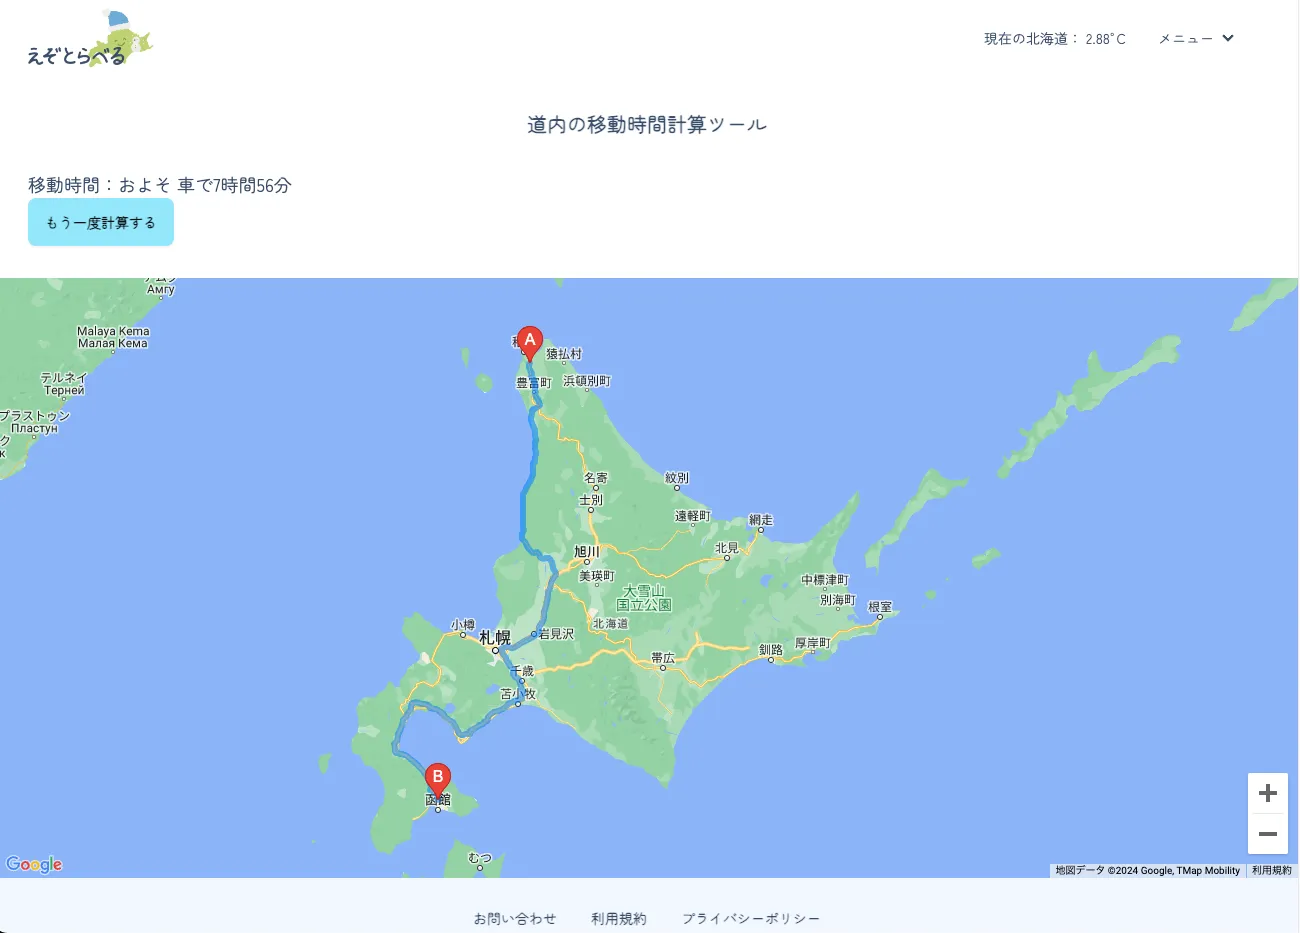 えぞとらべる
現在の北海道： 2.88°C
メニュー
道内の移動時間計算ツール
移動時間：およそ 車で7時間56分
もう一度計算する
Амгу
Malaya Kema
Малая Кема
テルネイ
Терней
プラストゥン
Пластун
A
猿払村
豊富町
浜頓別町
名寄
紋別
士別
遠軽町
網走
旭川
北見
美瑛町
大雪山
国立公園
中標津町
別海町
根室
北海道
小樽
札幌
岩見沢
厚岸町
釧路
帯広
千歳
苫小牧
B
函館
むつ
Google
地図データ ©2024 Google, TMap Mobility
利用規約
お問い合わせ
利用規約
プライバシーポリシー